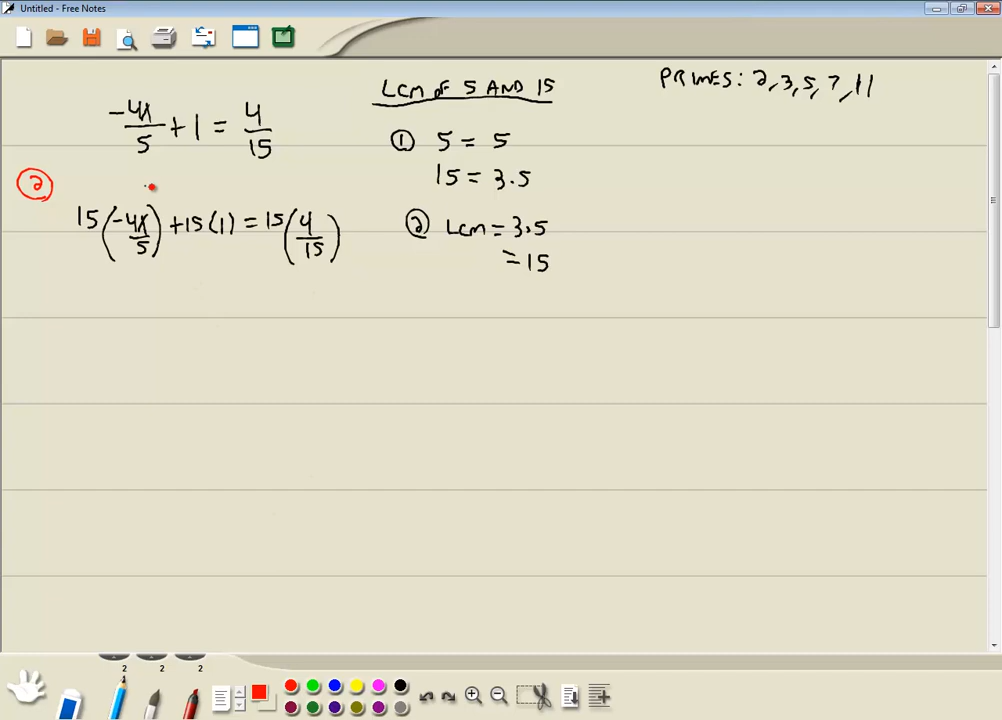 Untitled - Free Notes
LCM OF 5 AND 15
PRIMES: 2, 3, 5, 7, 11
-4x/5 + 1 = 4/15
① 5 = 5
15 = 3.5
②
15(-4x/5) + 15(1) = 15(4/15)
② LCM = 3.5
= 15
2 2 2